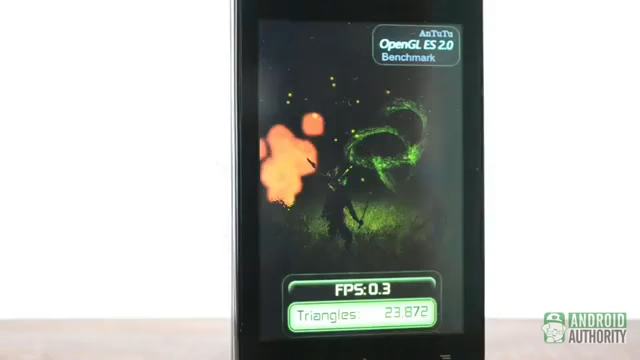 AnTuTu
OpenGL ES 2.0
Benchmark
FPS: 0.3
Triangles: 23,872
ANDROID
AUTHORITY